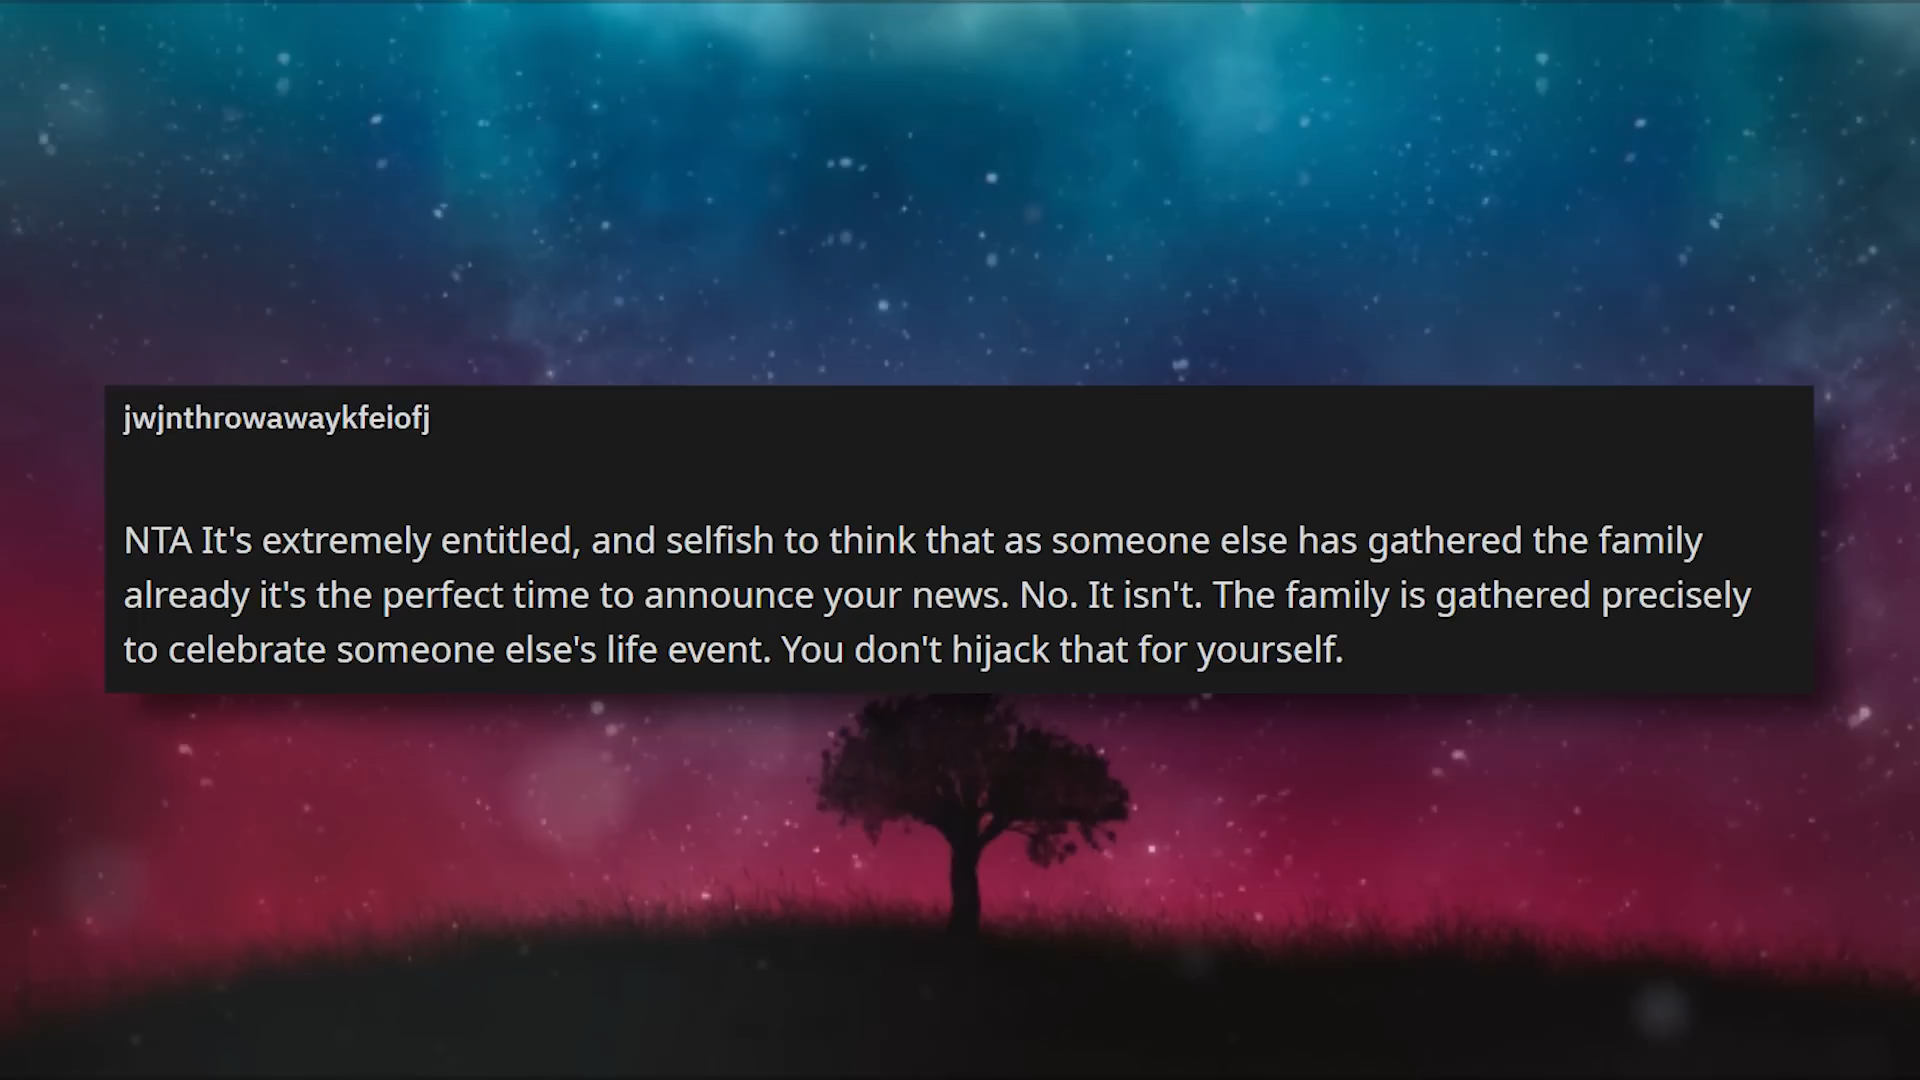 jwjnthrowawaykfeiofj
NTA It's extremely entitled, and selfish to think that as someone else has gathered the family
already it's the perfect time to announce your news. No. It isn't. The family is gathered precisely
to celebrate someone else's life event. You don't hijack that for yourself.